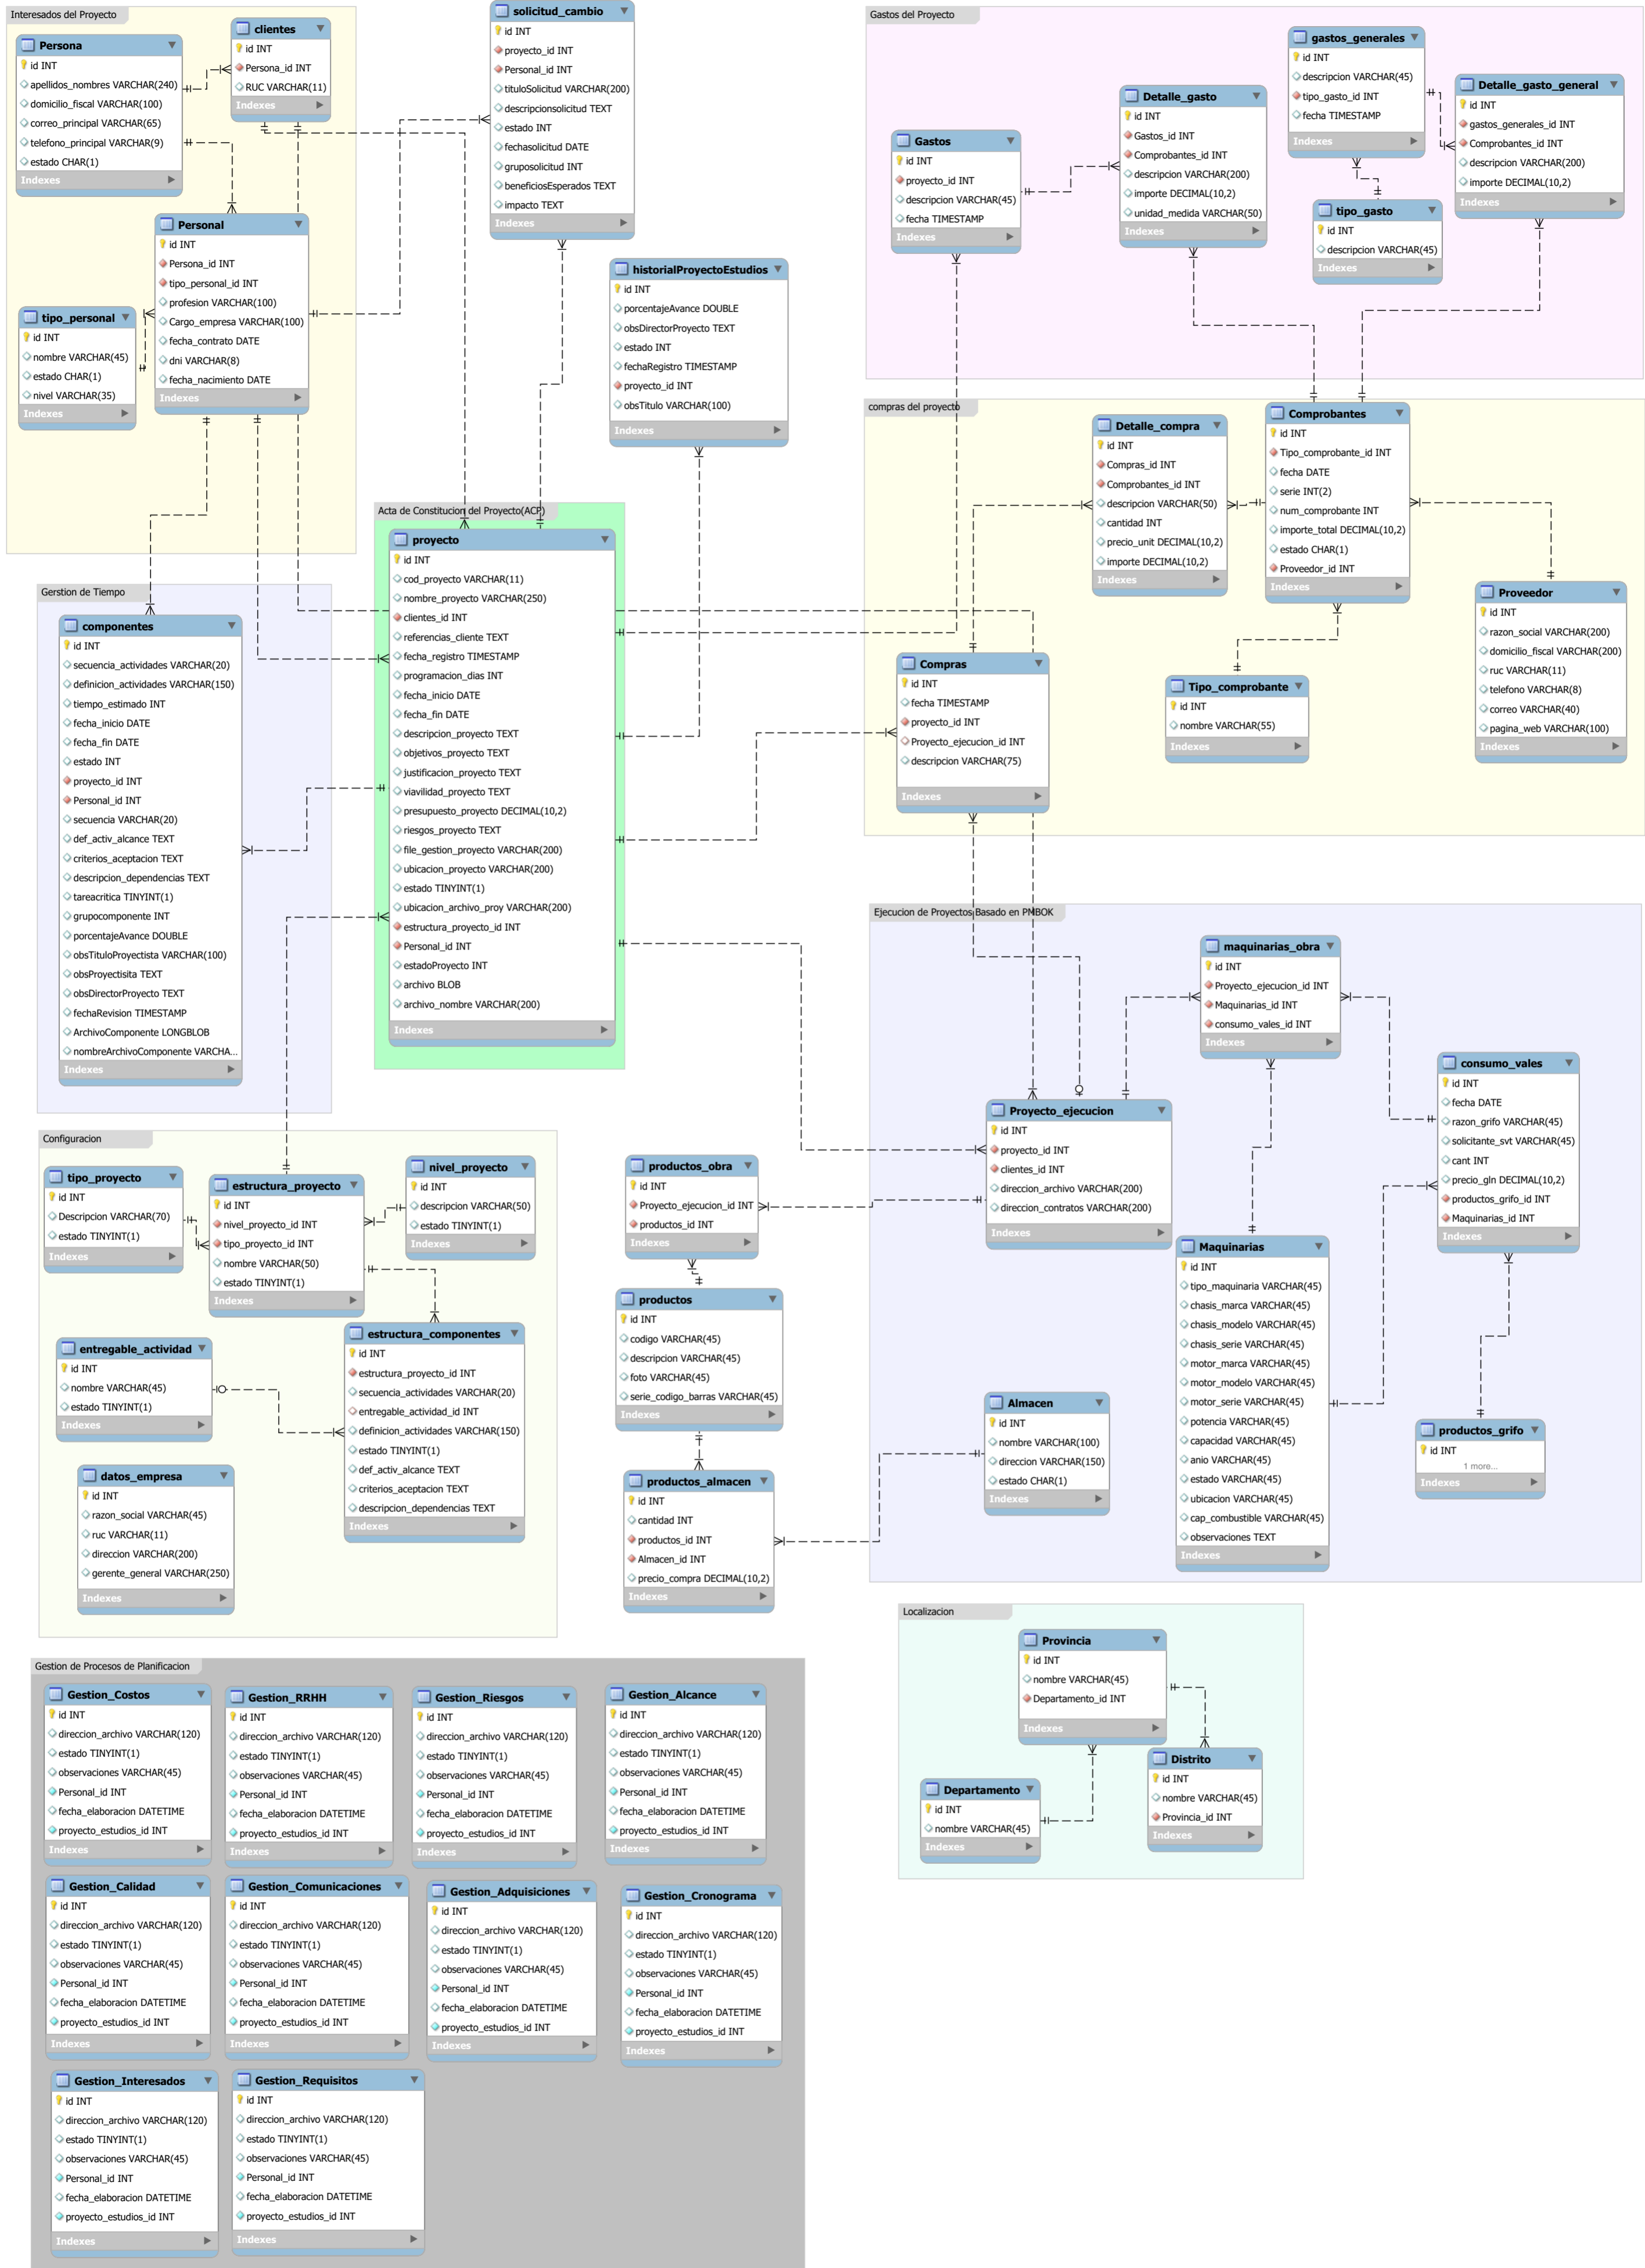 Interesados del Proyecto
Persona
id INT
apellidos_nombres VARCHAR(240)
domicilio_fiscal VARCHAR(100)
correo_principal VARCHAR(65)
telefono_principal VARCHAR(9)
estado CHAR(1)
Indexes
clientes
id INT
Persona_id INT
RUC VARCHAR(11)
Indexes
Personal
id INT
Persona_id INT
tipo_personal_id INT
profesion VARCHAR(100)
Cargo_empresa VARCHAR(100)
fecha_contrato DATE
dni VARCHAR(8)
fecha_nacimiento DATE
Indexes
tipo_personal
id INT
nombre VARCHAR(45)
estado CHAR(1)
nivel VARCHAR(35)
Indexes
solicitud_cambio
id INT
proyecto_id INT
Personal_id INT
tituloSolicitud VARCHAR(200)
descripcionsolicitud TEXT
estado INT
fechasolicitud DATE
gruposolicitud INT
beneficiosEsperados TEXT
impacto TEXT
Indexes
historialProyectoEstudios
id INT
porcentajeAvance DOUBLE
obsDirectorProyecto TEXT
estado INT
fechaRegistro TIMESTAMP
proyecto_id INT
obsTitulo VARCHAR(100)
Indexes
Gastos del Proyecto
Gastos
id INT
proyecto_id INT
descripcion VARCHAR(45)
fecha TIMESTAMP
Indexes
Detalle_gasto
id INT
Gastos_id INT
Comprobantes_id INT
descripcion VARCHAR(200)
importe DECIMAL(10,2)
unidad_medida VARCHAR(50)
Indexes
gastos_generales
id INT
descripcion VARCHAR(45)
tipo_gasto_id INT
fecha TIMESTAMP
Indexes
Detalle_gasto_general
id INT
gastos_generales_id INT
Comprobantes_id INT
descripcion VARCHAR(200)
importe DECIMAL(10,2)
Indexes
tipo_gasto
id INT
descripcion VARCHAR(45)
Indexes
compras del proyecto
Detalle_compra
id INT
Compras_id INT
Comprobantes_id INT
descripcion VARCHAR(50)
cantidad INT
precio_unit DECIMAL(10,2)
importe DECIMAL(10,2)
Indexes
Comprobantes
id INT
Tipo_comprobante_id INT
fecha DATE
serie INT(2)
num_comprobante INT
importe_total DECIMAL(10,2)
estado CHAR(1)
Proveedor_id INT
Indexes
Proveedor
id INT
razon_social VARCHAR(200)
domicilio_fiscal VARCHAR(200)
ruc VARCHAR(11)
telefono VARCHAR(8)
correo VARCHAR(40)
pagina_web VARCHAR(100)
Indexes
Compras
id INT
fecha TIMESTAMP
proyecto_id INT
Proyecto_ejecucion_id INT
descripcion VARCHAR(75)
Indexes
Tipo_comprobante
id INT
nombre VARCHAR(55)
Indexes
Acta de Constitucion del Proyecto(ACP)
proyecto
id INT
cod_proyecto VARCHAR(11)
nombre_proyecto VARCHAR(250)
clientes_id INT
referencias_cliente TEXT
fecha_registro TIMESTAMP
programacion_dias INT
fecha_inicio DATE
fecha_fin DATE
descripcion_proyecto TEXT
objetivos_proyecto TEXT
justificacion_proyecto TEXT
viavilidad_proyecto TEXT
presupuesto_proyecto DECIMAL(10,2)
riesgos_proyecto TEXT
file_gestion_proyecto VARCHAR(200)
ubicacion_proyecto VARCHAR(200)
estado TINYINT(1)
ubicacion_archivo_proy VARCHAR(200)
estructura_proyecto_id INT
Personal_id INT
estadoProyecto INT
archivo BLOB
archivo_nombre VARCHAR(200)
Indexes
Gerstion de Tiempo
componentes
id INT
secuencia_actividades VARCHAR(20)
definicion_actividades VARCHAR(150)
tiempo_estimado INT
fecha_inicio DATE
fecha_fin DATE
estado INT
proyecto_id INT
Personal_id INT
secuencia VARCHAR(20)
def_activ_alcance TEXT
criterios_aceptacion TEXT
descripcion_dependencias TEXT
tareacritica TINYINT(1)
grupocomponente INT
porcentajeAvance DOUBLE
obsTituloProyectista VARCHAR(100)
obsProyectisita TEXT
obsDirectorProyecto TEXT
fechaRevision TIMESTAMP
ArchivoComponente LONGBLOB
nombreArchivoComponente VARCHA...
Indexes
Configuracion
tipo_proyecto
id INT
Descripcion VARCHAR(70)
estado TINYINT(1)
Indexes
estructura_proyecto
id INT
nivel_proyecto_id INT
tipo_proyecto_id INT
nombre VARCHAR(50)
estado TINYINT(1)
Indexes
nivel_proyecto
id INT
descripcion VARCHAR(50)
estado TINYINT(1)
Indexes
entregable_actividad
id INT
nombre VARCHAR(45)
estado TINYINT(1)
Indexes
estructura_componentes
id INT
estructura_proyecto_id INT
secuencia_actividades VARCHAR(20)
entregable_actividad_id INT
definicion_actividades VARCHAR(150)
estado TINYINT(1)
def_activ_alcance TEXT
criterios_aceptacion TEXT
descripcion_dependencias TEXT
Indexes
datos_empresa
id INT
razon_social VARCHAR(45)
ruc VARCHAR(11)
direccion VARCHAR(200)
gerente_general VARCHAR(250)
Indexes
productos_obra
id INT
Proyecto_ejecucion_id INT
productos_id INT
Indexes
productos
id INT
codigo VARCHAR(45)
descripcion VARCHAR(45)
foto VARCHAR(45)
serie_codigo_barras VARCHAR(45)
Indexes
productos_almacen
id INT
cantidad INT
productos_id INT
Almacen_id INT
precio_compra DECIMAL(10,2)
Indexes
Ejecucion de Proyectos Basado en PMBOK
maquinarias_obra
id INT
Proyecto_ejecucion_id INT
Maquinarias_id INT
consumo_vales_id INT
Indexes
Proyecto_ejecucion
id INT
proyecto_id INT
clientes_id INT
direccion_archivo VARCHAR(200)
direccion_contratos VARCHAR(200)
Indexes
consumo_vales
id INT
fecha DATE
razon_grifo VARCHAR(45)
solicitante_svt VARCHAR(45)
cant INT
precio_gln DECIMAL(10,2)
productos_grifo_id INT
Maquinarias_id INT
Indexes
Maquinarias
id INT
tipo_maquinaria VARCHAR(45)
chasis_marca VARCHAR(45)
chasis_modelo VARCHAR(45)
chasis_serie VARCHAR(45)
motor_marca VARCHAR(45)
motor_modelo VARCHAR(45)
motor_serie VARCHAR(45)
potencia VARCHAR(45)
capacidad VARCHAR(45)
anio VARCHAR(45)
estado VARCHAR(45)
ubicacion VARCHAR(45)
cap_combustible VARCHAR(45)
observaciones TEXT
Indexes
Almacen
id INT
nombre VARCHAR(100)
direccion VARCHAR(150)
estado CHAR(1)
Indexes
productos_grifo
id INT
1 more...
Indexes
Localizacion
Provincia
id INT
nombre VARCHAR(45)
Departamento_id INT
Indexes
Distrito
id INT
nombre VARCHAR(45)
Provincia_id INT
Indexes
Departamento
id INT
nombre VARCHAR(45)
Indexes
Gestion de Procesos de Planificacion
Gestion_Costos
id INT
direccion_archivo VARCHAR(120)
estado TINYINT(1)
observaciones VARCHAR(45)
Personal_id INT
fecha_elaboracion DATETIME
proyecto_estudios_id INT
Indexes
Gestion_RRHH
id INT
direccion_archivo VARCHAR(120)
estado TINYINT(1)
observaciones VARCHAR(45)
Personal_id INT
fecha_elaboracion DATETIME
proyecto_estudios_id INT
Indexes
Gestion_Riesgos
id INT
direccion_archivo VARCHAR(120)
estado TINYINT(1)
observaciones VARCHAR(45)
Personal_id INT
fecha_elaboracion DATETIME
proyecto_estudios_id INT
Indexes
Gestion_Alcance
id INT
direccion_archivo VARCHAR(120)
estado TINYINT(1)
observaciones VARCHAR(45)
Personal_id INT
fecha_elaboracion DATETIME
proyecto_estudios_id INT
Indexes
Gestion_Calidad
id INT
direccion_archivo VARCHAR(120)
estado TINYINT(1)
observaciones VARCHAR(45)
Personal_id INT
fecha_elaboracion DATETIME
proyecto_estudios_id INT
Indexes
Gestion_Comunicaciones
id INT
direccion_archivo VARCHAR(120)
estado TINYINT(1)
observaciones VARCHAR(45)
Personal_id INT
fecha_elaboracion DATETIME
proyecto_estudios_id INT
Indexes
Gestion_Adquisiciones
id INT
direccion_archivo VARCHAR(120)
estado TINYINT(1)
observaciones VARCHAR(45)
Personal_id INT
fecha_elaboracion DATETIME
proyecto_estudios_id INT
Indexes
Gestion_Cronograma
id INT
direccion_archivo VARCHAR(120)
estado TINYINT(1)
observaciones VARCHAR(45)
Personal_id INT
fecha_elaboracion DATETIME
proyecto_estudios_id INT
Indexes
Gestion_Interesados
id INT
direccion_archivo VARCHAR(120)
estado TINYINT(1)
observaciones VARCHAR(45)
Personal_id INT
fecha_elaboracion DATETIME
proyecto_estudios_id INT
Indexes
Gestion_Requisitos
id INT
direccion_archivo VARCHAR(120)
estado TINYINT(1)
observaciones VARCHAR(45)
Personal_id INT
fecha_elaboracion DATETIME
proyecto_estudios_id INT
Indexes